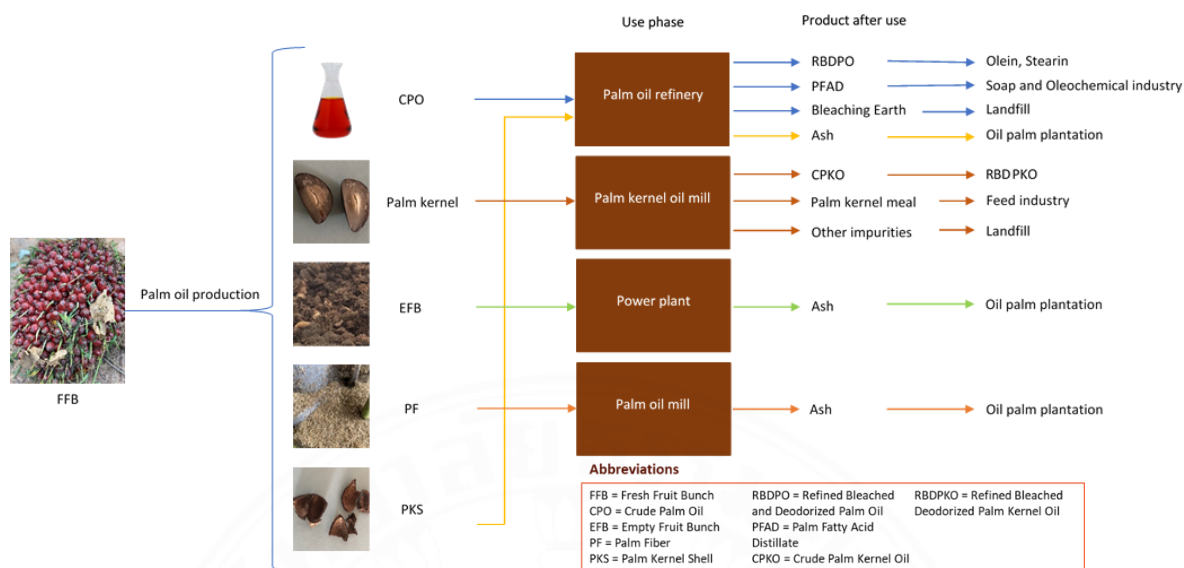 Use phase
Product after use
CPO
Palm oil refinery
RBDPO
Olein, Stearin
PFAD
Soap and Oleochemical industry
Bleaching Earth
Landfill
Ash
Oil palm plantation
Palm kernel
Palm kernel oil mill
CPKO
RBD PKO
Palm kernel meal
Feed industry
Other impurities
Landfill
Palm oil production
FFB
EFB
Power plant
Ash
Oil palm plantation
PF
Palm oil mill
Ash
Oil palm plantation
PKS
Abbreviations
FFB = Fresh Fruit Bunch
CPO = Crude Palm Oil
EFB = Empty Fruit Bunch
PF = Palm Fiber
PKS = Palm Kernel Shell
RBDPO = Refined Bleached
and Deodorized Palm Oil
PFAD = Palm Fatty Acid
Distillate
CPKO = Crude Palm Kernel Oil
RBDPKO = Refined Bleached
Deodorized Palm Kernel Oil